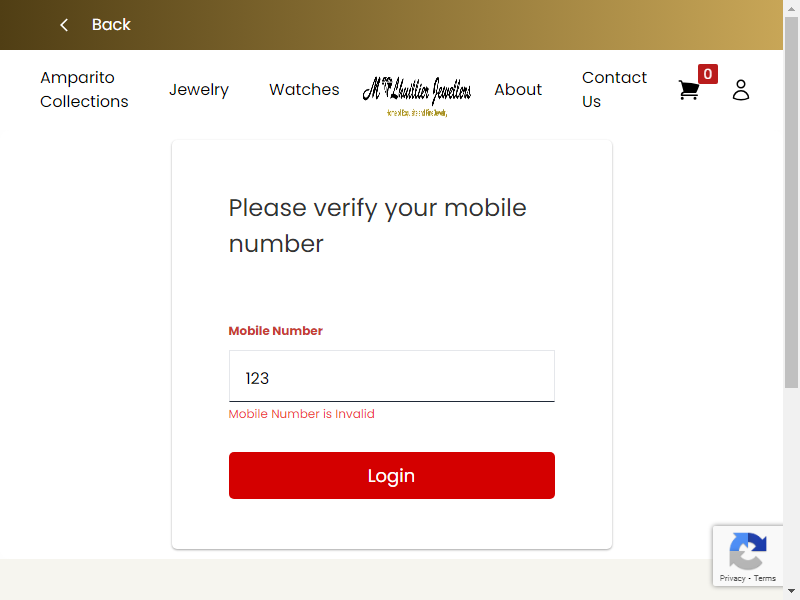 Back
Amparito
Collections
Jewelry
Watches
M Lhuillier Jewellers
About
Contact
Us
0
Please verify your mobile
number
Mobile Number
123
Mobile Number is Invalid
Login
Privacy - Terms